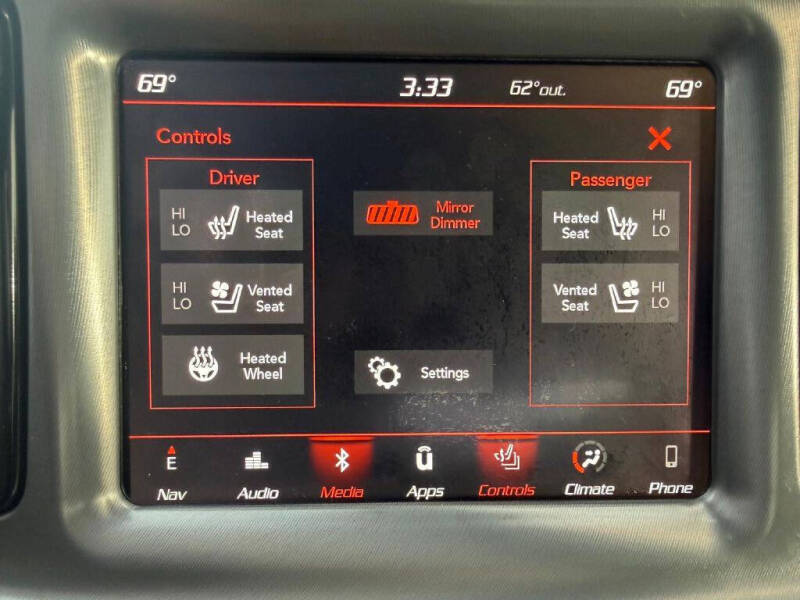 69° 3:33 62°out. 69°
Controls
Driver
Passenger
HI
LO
Heated
Seat
Mirror
Dimmer
Heated
Seat
HI
LO
HI
LO
Vented
Seat
Vented
Seat
HI
LO
Heated
Wheel
Settings
E
Nav Audio Media Apps Controls Climate Phone